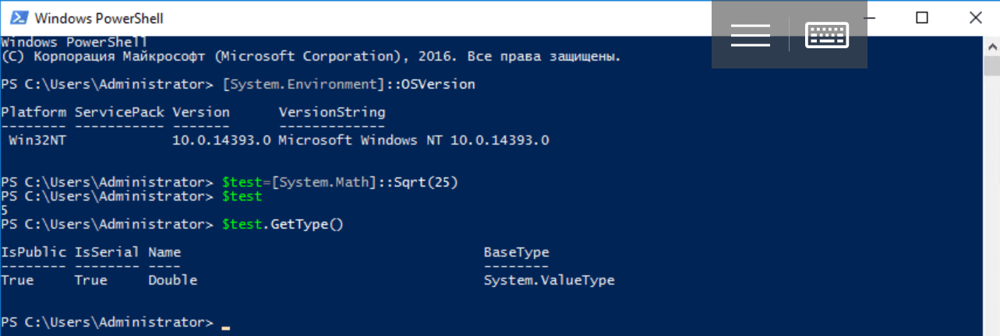 Windows PowerShell
Windows PowerShell
(C) Корпорация Майкрософт (Microsoft Corporation), 2016. Все права защищены.
PS C:\Users\Administrator> [System.Environment]::OSVersion
Platform ServicePack Version      VersionString
-------- ----------- -------      -------------
 Win32NT             10.0.14393.0 Microsoft Windows NT 10.0.14393.0
PS C:\Users\Administrator> $test=[System.Math]::Sqrt(25)
PS C:\Users\Administrator> $test
5
PS C:\Users\Administrator> $test.GetType()
IsPublic IsSerial Name                                     BaseType
-------- -------- ----                                     --------
True     True     Double                                   System.ValueType
PS C:\Users\Administrator>